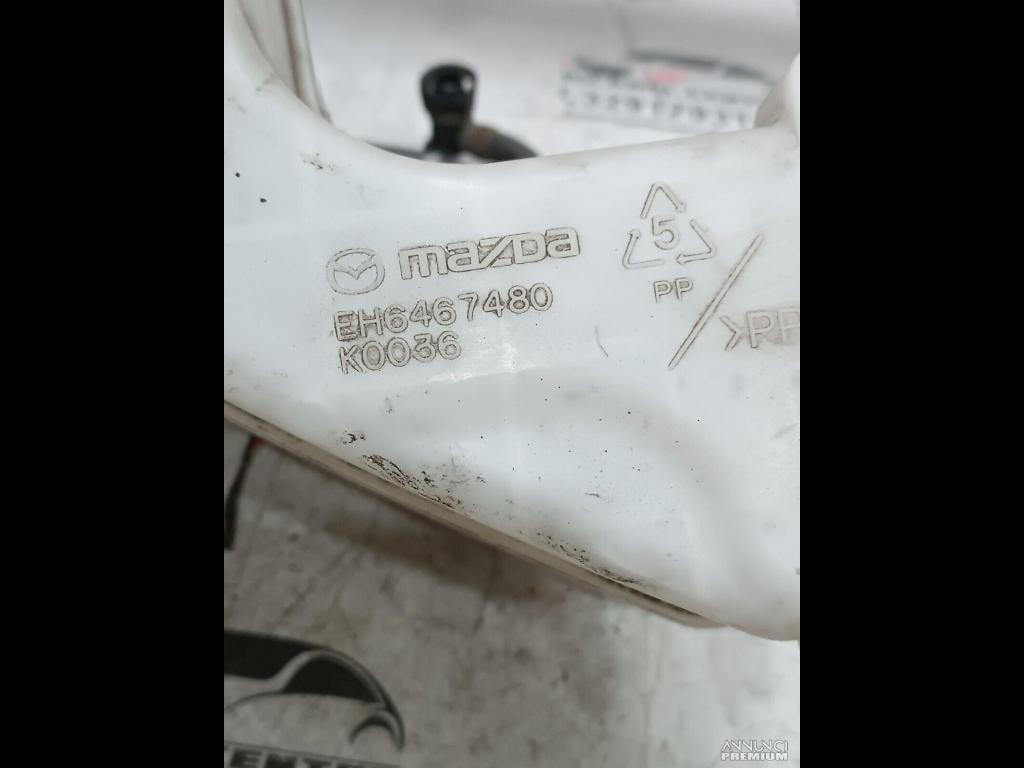 mazda
EH6467480
K0036
5
PP
>PP
ANNUNCI
PREMIUM